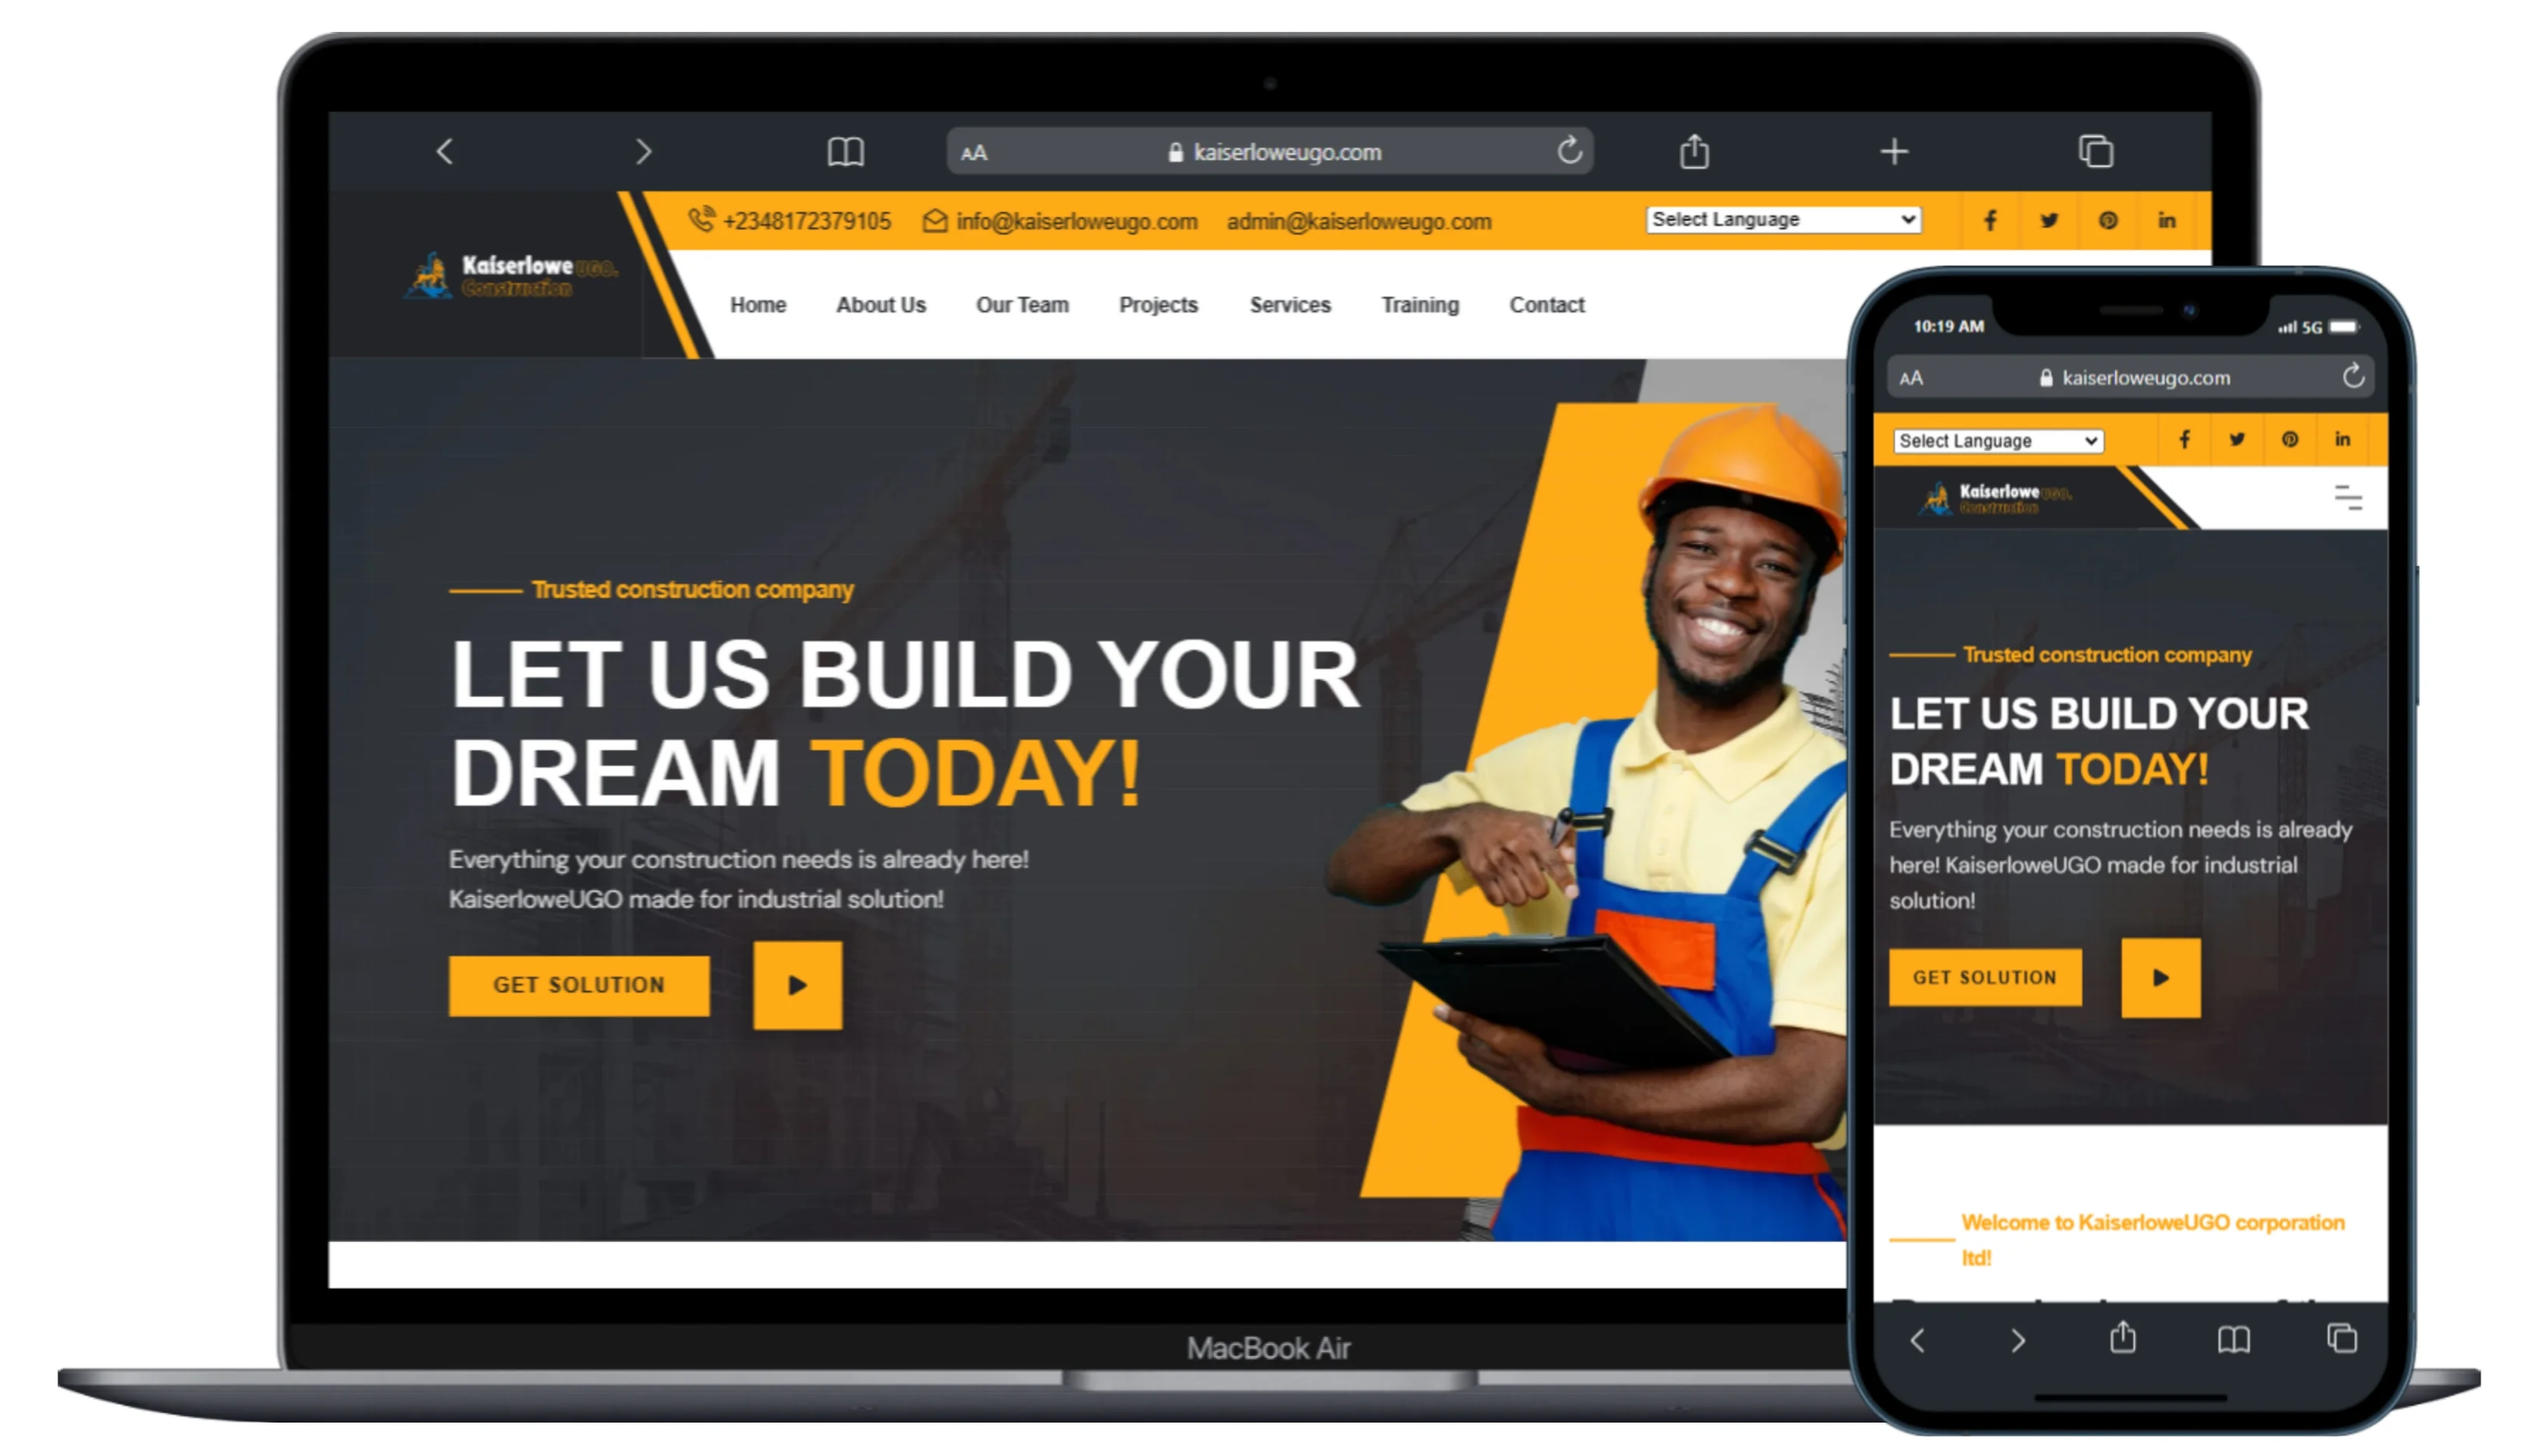 AA kaiserloweugo.com
+2348172379105 info@kaiserloweugo.com admin@kaiserloweugo.com Select Language
Kaiserlowe UGO.
Construction
Home About Us Our Team Projects Services Training Contact
Trusted construction company
LET US BUILD YOUR
DREAM TODAY!
Everything your construction needs is already here!
KaiserloweUGO made for industrial solution!
GET SOLUTION
MacBook Air
10:19 AM 5G
AA kaiserloweugo.com
Select Language
Kaiserlowe UGO.
Construction
Trusted construction company
LET US BUILD YOUR
DREAM TODAY!
Everything your construction needs is already
here! KaiserloweUGO made for industrial
solution!
GET SOLUTION
Welcome to KaiserloweUGO corporation
ltd!